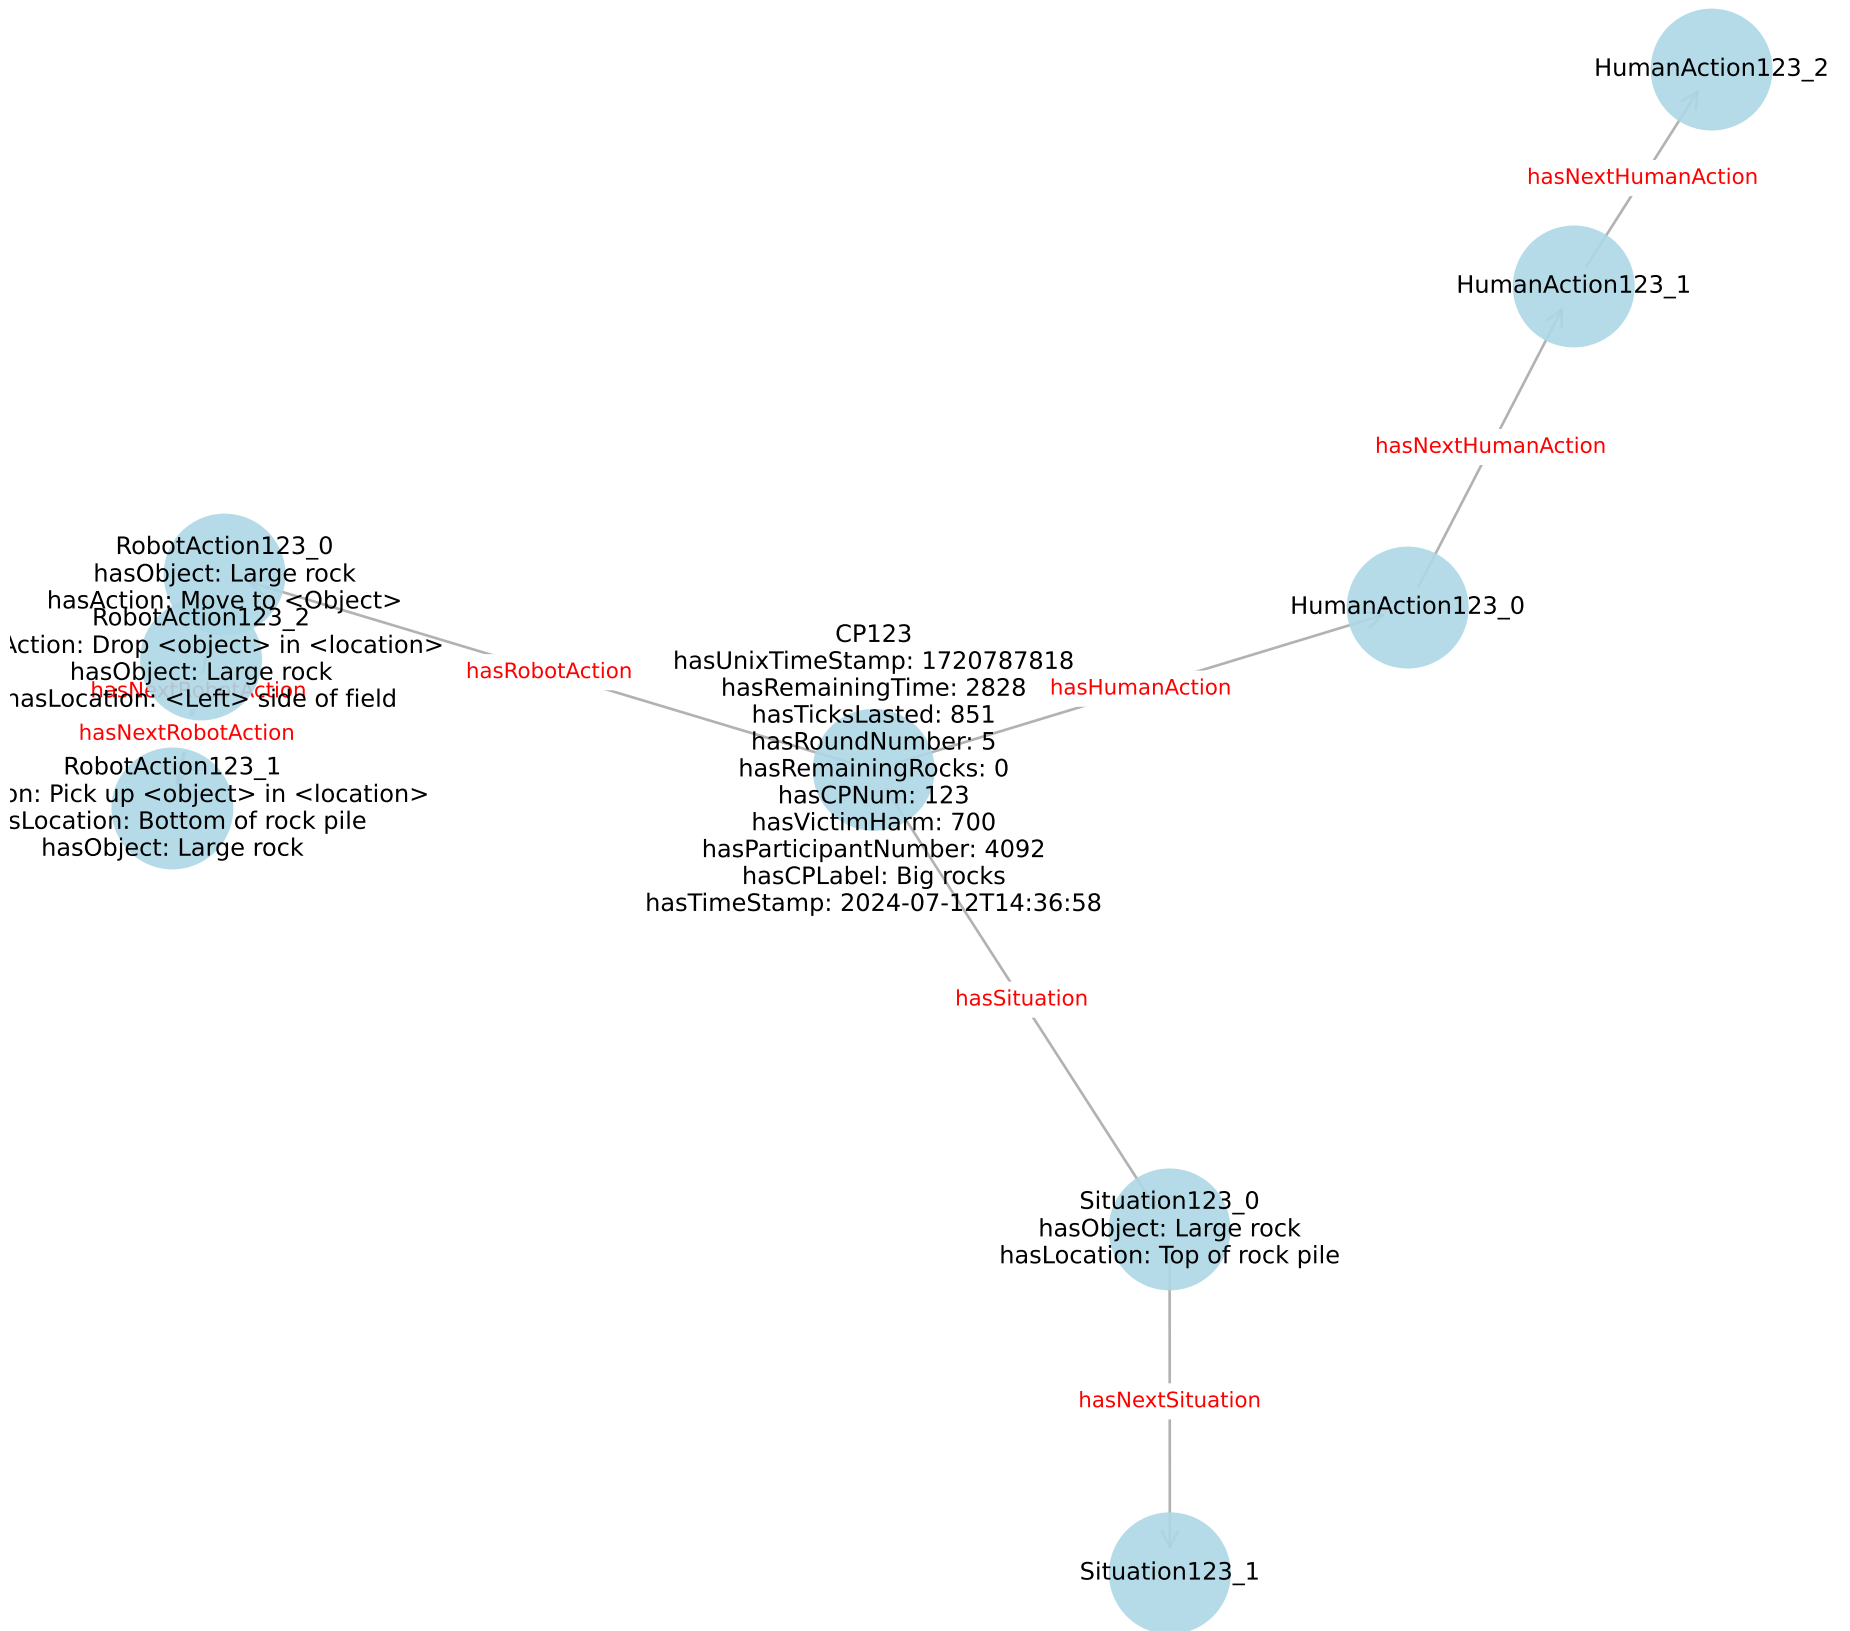 HumanAction123_2
hasNextHumanAction
HumanAction123_1
hasNextHumanAction
HumanAction123_0
RobotAction123_0
hasObject: Large rock
hasAction: Move to <Object>
RobotAction123_2
Action: Drop <object> in <location>
hasObject: Large rock
hasLocation: <Left> side of field
hasNextRobotAction
hasNextRobotAction
RobotAction123_1
on: Pick up <object> in <location>
sLocation: Bottom of rock pile
hasObject: Large rock
hasRobotAction
CP123
hasUnixTimeStamp: 1720787818
hasRemainingTime: 2828
hasTicksLasted: 851
hasRoundNumber: 5
hasRemainingRocks: 0
hasCPNum: 123
hasVictimHarm: 700
hasParticipantNumber: 4092
hasCPLabel: Big rocks
hasTimeStamp: 2024-07-12T14:36:58
hasHumanAction
hasSituation
Situation123_0
hasObject: Large rock
hasLocation: Top of rock pile
hasNextSituation
Situation123_1